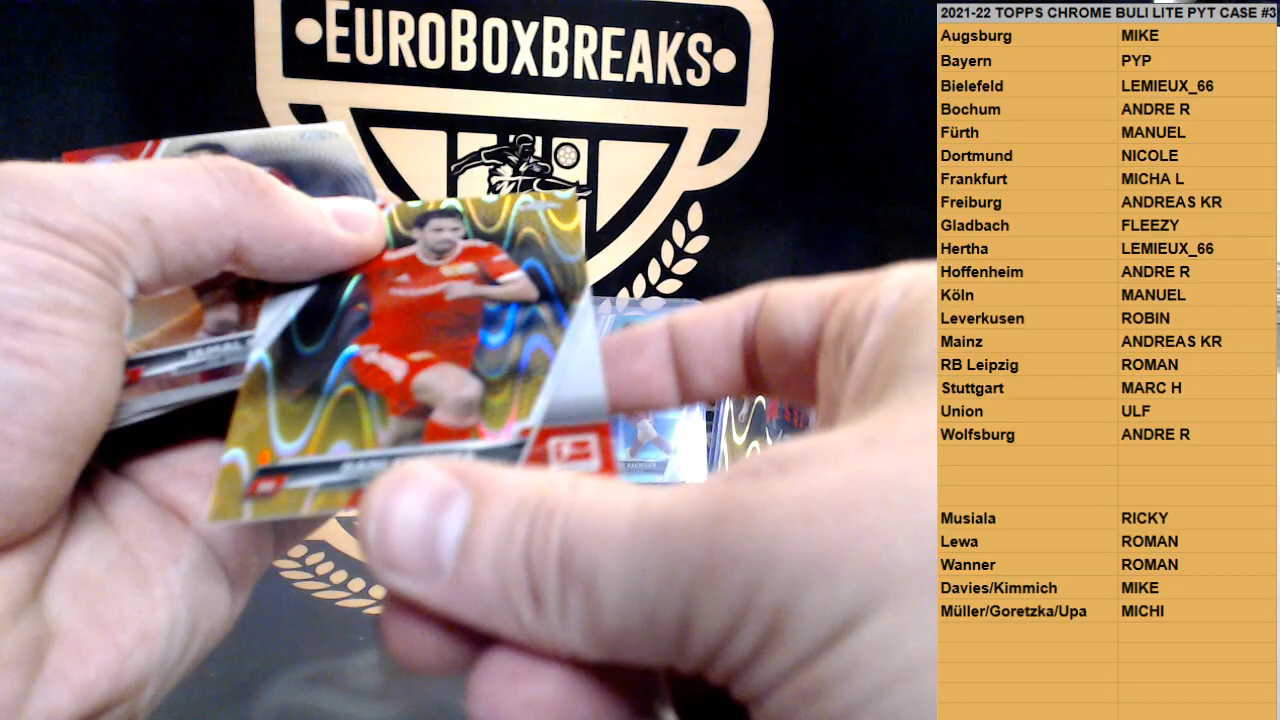 EUROBOXBREAKS
2021-22 TOPPS CHROME BULI LITE PYT CASE #3
Augsburg MIKE
Bayern PYP
Bielefeld LEMIEUX_66
Bochum ANDRE R
Fürth MANUEL
Dortmund NICOLE
Frankfurt MICHA L
Freiburg ANDREAS KR
Gladbach FLEEZY
Hertha LEMIEUX_66
Hoffenheim ANDRE R
Köln MANUEL
Leverkusen ROBIN
Mainz ANDREAS KR
RB Leipzig ROMAN
Stuttgart MARC H
Union ULF
Wolfsburg ANDRE R
Musiala RICKY
Lewa ROMAN
Wanner ROMAN
Davies/Kimmich MIKE
Müller/Goretzka/Upa MICHI